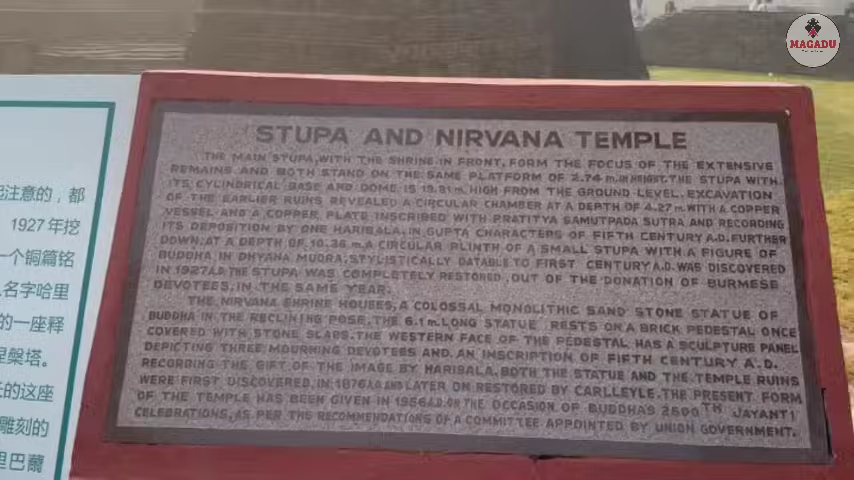 MAGADU
STUPA AND NIRVANA TEMPLE
THE MAIN STUPA, WITH THE SHRINE IN FRONT, FORM THE FOCUS OF THE EXTENSIVE
REMAINS AND BOTH STAND ON THE SAME PLATFORM OF 2.74 m. IN HEIGHT. THE STUPA WITH
ITS CYLINDRICAL BASE AND DOME IS 19.81 m. HIGH FROM THE GROUND LEVEL. EXCAVATION
OF THE EARLIER RUINS REVEALED A CIRCULAR CHAMBER AT A DEPTH OF 4.27 m. WITH A COPPER
VESSEL AND A COPPER PLATE INSCRIBED WITH PRATITYA SAMUTPADA SUTRA AND RECORDING
ITS DEPOSITION BY ONE HARIBALA, IN GUPTA CHARACTERS OF FIFTH CENTURY A.D. FURTHER
DOWN, AT A DEPTH OF 10.36 m. A CIRCULAR PLINTH OF A SMALL STUPA WITH A FIGURE OF
BUDDHA IN DHYANA MUDRA, STYLISTICALLY DATABLE TO FIRST CENTURY A.D. WAS DISCOVERED
IN 1927 A.D. THE STUPA WAS COMPLETELY RESTORED, OUT OF THE DONATION OF BURMESE
DEVOTEES, IN THE SAME YEAR.
THE NIRVANA SHRINE HOUSES, A COLOSSAL MONOLITHIC SAND STONE STATUE OF
BUDDHA IN THE RECLINING POSE. THE 6.1 m. LONG STATUE RESTS ON A BRICK PEDESTAL ONCE
COVERED WITH STONE SLABS. THE WESTERN FACE OF THE PEDESTAL HAS A SCULPTURE PANEL
DEPICTING THREE MOURNING DEVOTEES AND AN INSCRIPTION OF FIFTH CENTURY A.D.
RECORDING THE GIFT OF THE IMAGE BY HARIBALA. BOTH THE STATUE AND THE TEMPLE RUINS
WERE FIRST DISCOVERED, IN 1876 A.D. AND LATER ON RESTORED BY CARLLEYLE. THE PRESENT FORM
OF THE TEMPLE HAS BEEN GIVEN IN 1956 A.D. ON THE OCCASION OF BUDDHA'S 2500TH JAYANTI
CELEBRATIONS, AS PER THE RECOMMENDATIONS OF A COMMITTEE APPOINTED BY UNION GOVERNMENT.
注意的，都
1927年挖
一个铜篇铭
名字哈里
的一座释
涅槃塔。
的这座
雕刻的
里巴